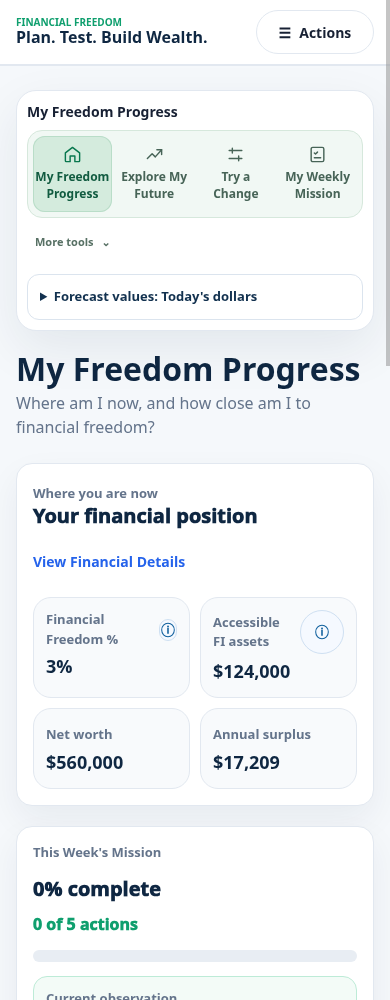 FINANCIAL FREEDOM
Plan. Test. Build Wealth.
☰ Actions
My Freedom Progress
My Freedom
Progress
Explore My
Future
Try a
Change
My Weekly
Mission
More tools ⌄
▶ Forecast values: Today's dollars
My Freedom Progress
Where am I now, and how close am I to
financial freedom?
Where you are now
Your financial position
View Financial Details
Financial
Freedom %
ⓘ
3%
Accessible
FI assets
ⓘ
$124,000
Net worth
$560,000
Annual surplus
$17,209
This Week's Mission
0% complete
0 of 5 actions
Current observation